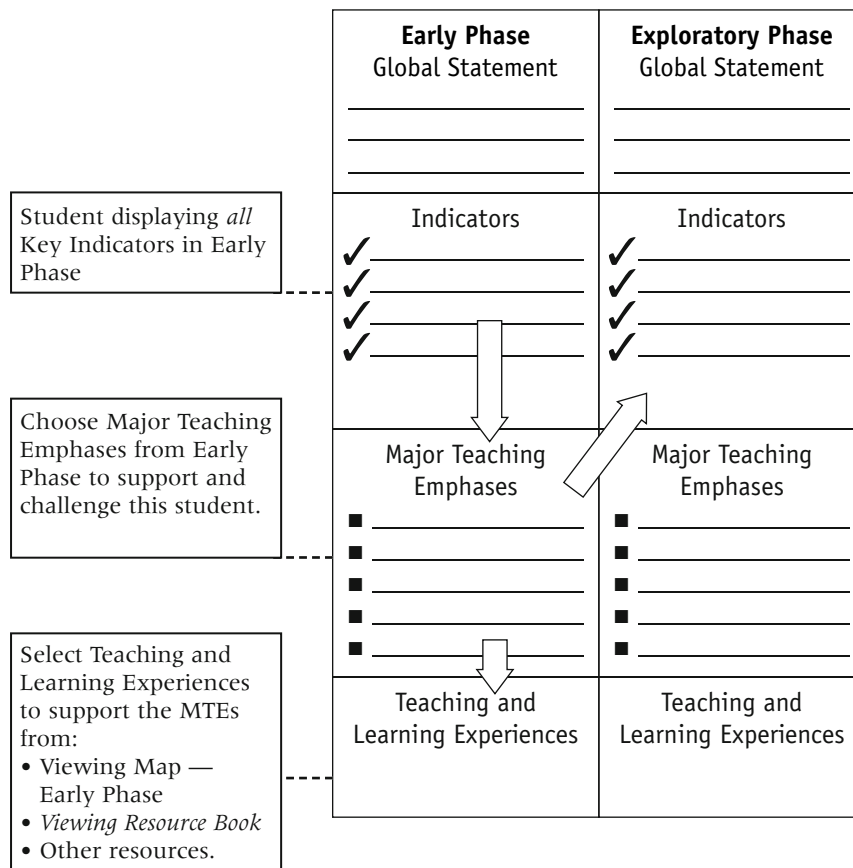 Early Phase
Global Statement
Exploratory Phase
Global Statement
Student displaying all
Key Indicators in Early
Phase
Indicators
✓
✓
✓
✓
Indicators
✓
✓
✓
✓
Choose Major Teaching
Emphases from Early
Phase to support and
challenge this student.
Major Teaching
Emphases
■
■
■
■
■
Major Teaching
Emphases
■
■
■
■
■
Select Teaching and
Learning Experiences
to support the MTEs
from:
• Viewing Map —
Early Phase
• Viewing Resource Book
• Other resources.
Teaching and
Learning Experiences
Teaching and
Learning Experiences